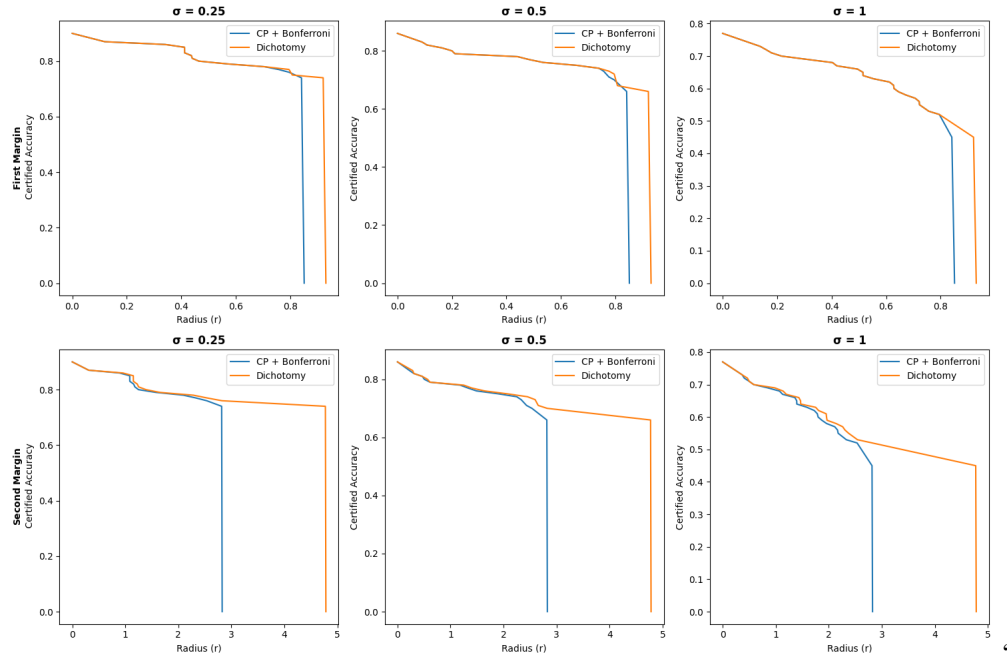 σ = 0.25
First Margin
Certified Accuracy
0.8
0.6
0.4
0.2
0.0
CP + Bonferroni
Dichotomy
0.0 0.2 0.4 0.6 0.8
Radius (r)
σ = 0.5
Certified Accuracy
0.8
0.6
0.4
0.2
0.0
CP + Bonferroni
Dichotomy
0.0 0.2 0.4 0.6 0.8
Radius (r)
σ = 1
Certified Accuracy
0.8
0.7
0.6
0.5
0.4
0.3
0.2
0.1
0.0
CP + Bonferroni
Dichotomy
0.0 0.2 0.4 0.6 0.8
Radius (r)
σ = 0.25
Second Margin
Certified Accuracy
0.8
0.6
0.4
0.2
0.0
CP + Bonferroni
Dichotomy
0 1 2 3 4 5
Radius (r)
σ = 0.5
Certified Accuracy
0.8
0.6
0.4
0.2
0.0
CP + Bonferroni
Dichotomy
0 1 2 3 4 5
Radius (r)
σ = 1
Certified Accuracy
0.8
0.7
0.6
0.5
0.4
0.3
0.2
0.1
0.0
CP + Bonferroni
Dichotomy
0 1 2 3 4 5
Radius (r)